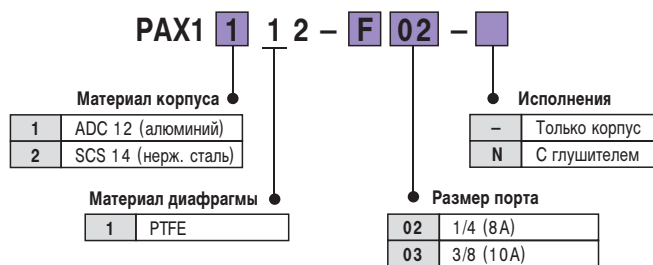 PAX1 1 1 2 – F 02 –
Материал корпуса
1 ADC 12 (алюминий)
2 SCS 14 (нерж. сталь)
Исполнения
– Только корпус
N С глушителем
Материал диафрагмы
1 PTFE
Размер порта
02 1/4 (8A)
03 3/8 (10A)